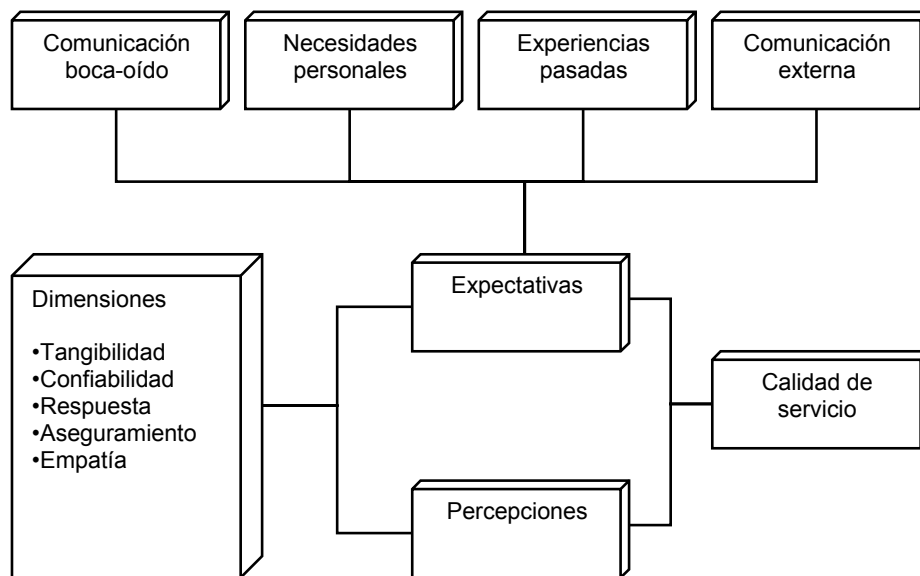 Comunicación
boca-oído
Necesidades
personales
Experiencias
pasadas
Comunicación
externa
Dimensiones
•Tangibilidad
•Confiabilidad
•Respuesta
•Aseguramiento
•Empatía
Expectativas
Percepciones
Calidad de
servicio